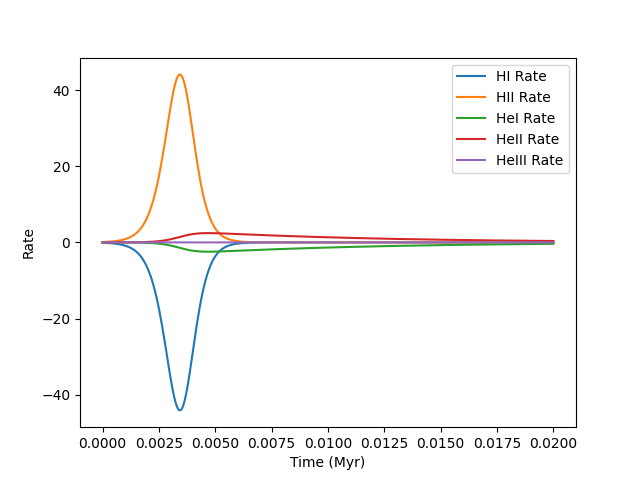 HI Rate
HII Rate
HeI Rate
HeII Rate
HeIII Rate
40
20
0
−20
−40
Rate
0.0000 0.0025 0.0050 0.0075 0.0100 0.0125 0.0150 0.0175 0.0200
Time (Myr)